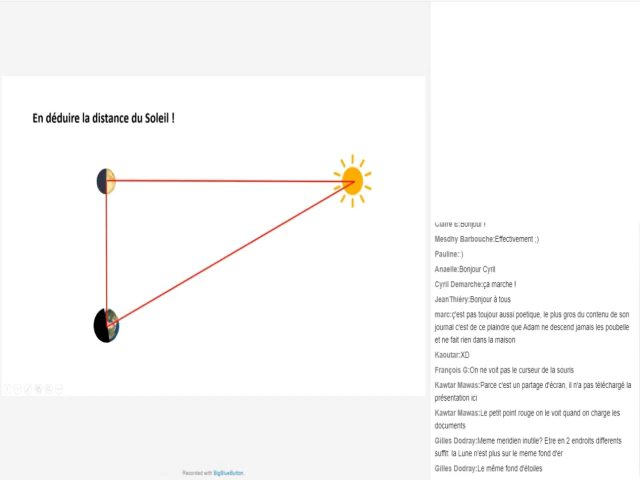 En déduire la distance du Soleil !
Claire E:Bonjour !
Mesdhy Barbouche:Effectivement ;)
Pauline::)
Anaelle:Bonjour Cyril
Cyril Demarche:ça marche !
JeanThièry:Bonjour à tous
marc:ç'est pas toujour aussi poetique, le plus gros du contenu de son
journal c'est de ce plaindre que Adam ne descend jamais les poubelle
et ne fait rien dans la maison
Kaoutar:XD
François G:On ne voit pas le curseur de la souris
Kawtar Mawas:Parce c'est un partage d'écran, il n'a pas téléchargé la
présentation ici
Kawtar Mawas:Le petit point rouge on le voit quand on charge les
documents
Gilles Dodray:Meme meridien inutile? Etre en 2 endroits differents
suffit la Lune n'est plus sur le meme fond d'er
Gilles Dodray:Le même fond d'étoiles
Recorded with BigBlueButton.